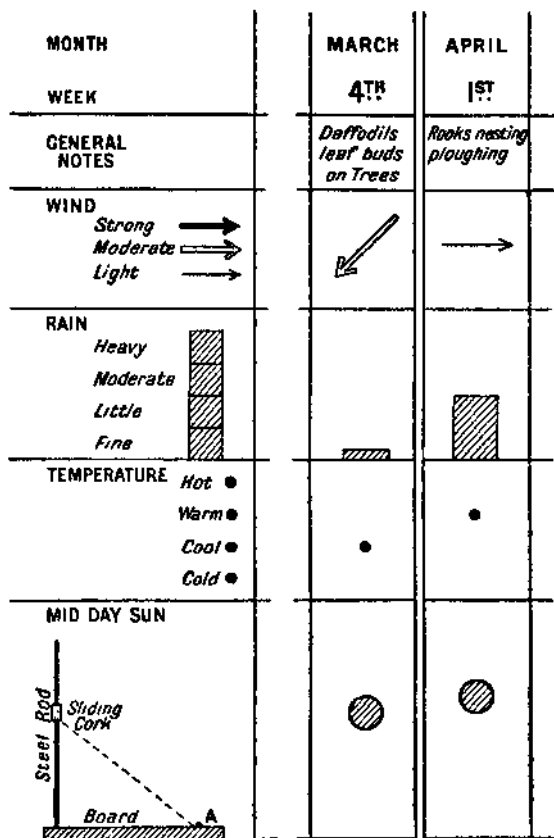 MONTH MARCH APRIL
WEEK 4TH 1ST
GENERAL NOTES
Daffodils
leaf buds
on Trees
Rooks nesting
ploughing
WIND
Strong
Moderate
Light
RAIN
Heavy
Moderate
Little
Fine
TEMPERATURE
Hot
Warm
Cool
Cold
MID DAY SUN
Steel Rod
Sliding
Cork
Board
A